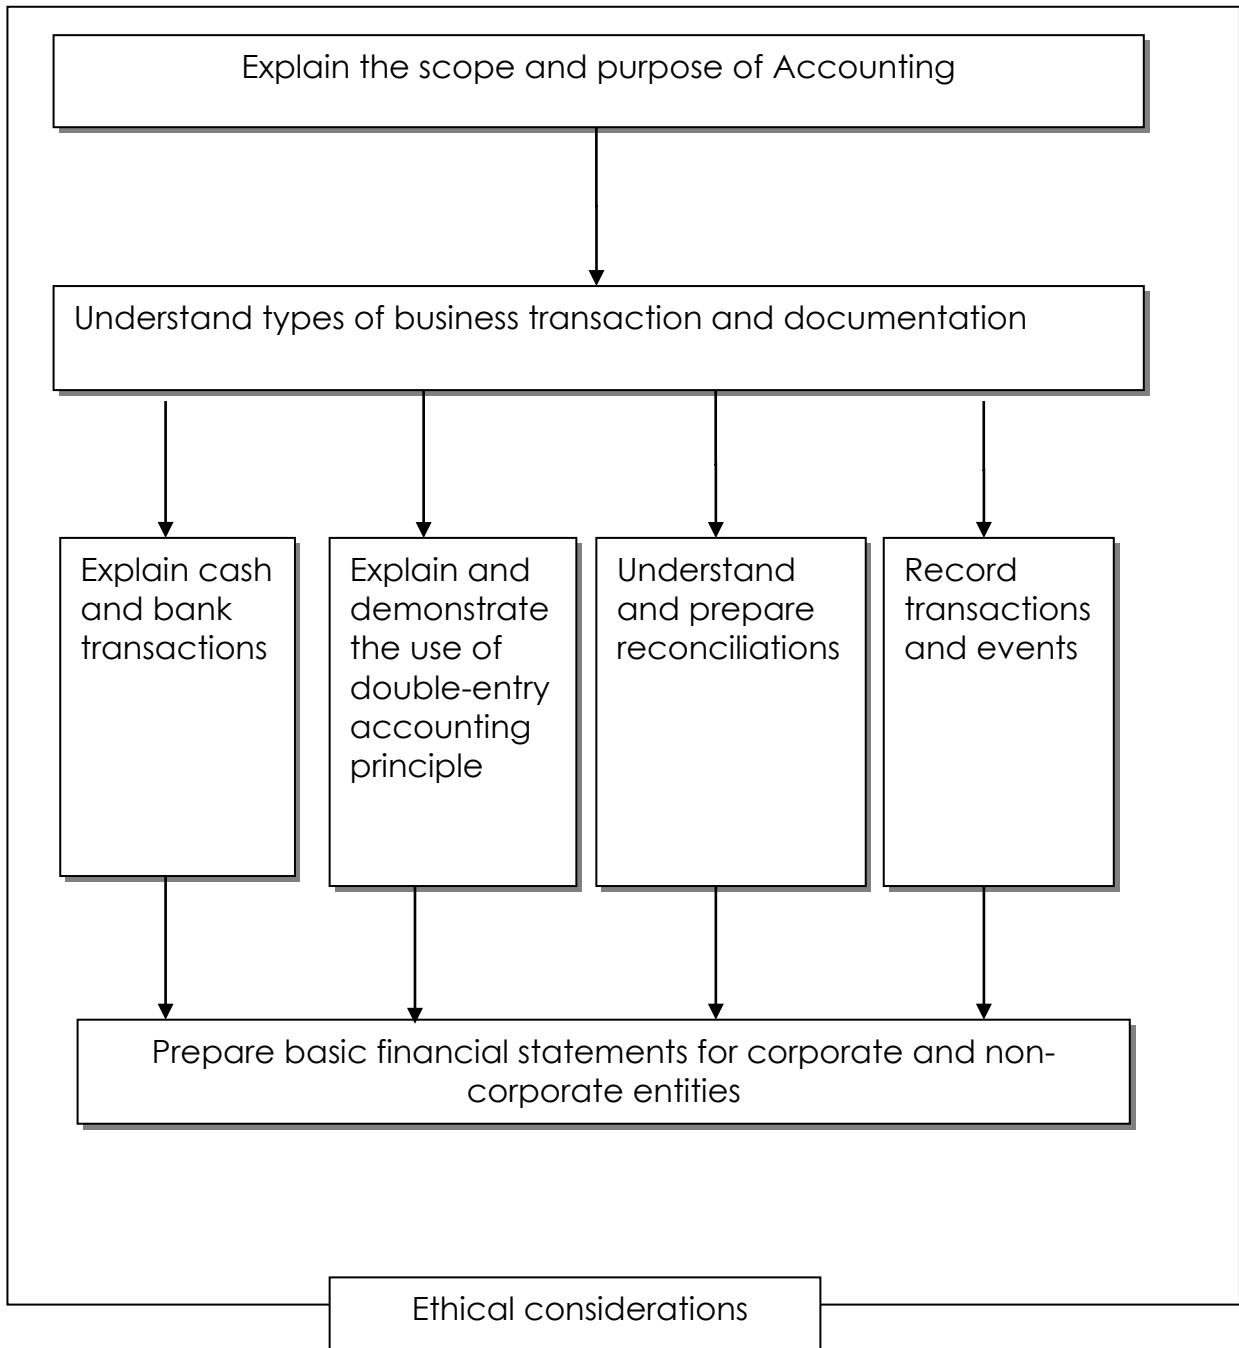 Explain the scope and purpose of Accounting
Understand types of business transaction and documentation
Explain cash
and bank
transactions
Explain and
demonstrate
the use of
double-entry
accounting
principle
Understand
and prepare
reconciliations
Record
transactions
and events
Prepare basic financial statements for corporate and non-
corporate entities
Ethical considerations